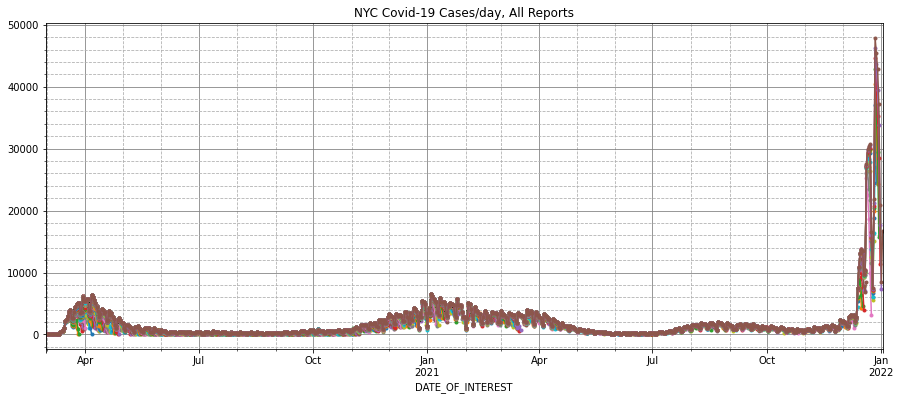 NYC Covid-19 Cases/day, All Reports
50000
40000
30000
20000
10000
0
Apr Jul Oct Jan Apr Jul Oct Jan
2021 2022
DATE_OF_INTEREST